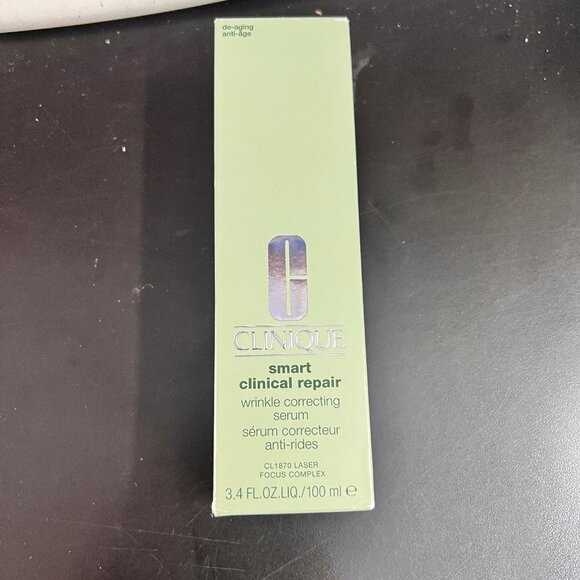 de-aging
anti-âge
CLINIQUE
smart
clinical repair
wrinkle correcting
serum
sérum correcteur
anti-rides
CL1870 LASER
FOCUS COMPLEX
3.4 FL.OZ.LIQ./100 ml ℮